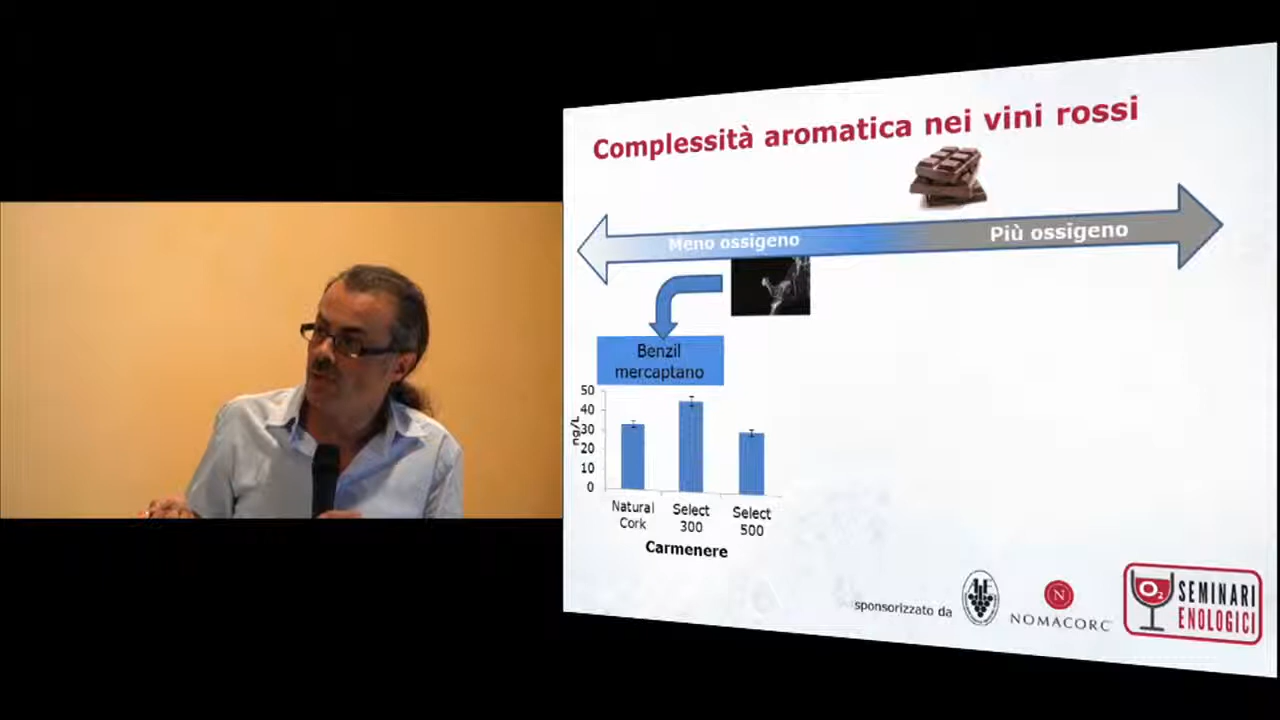 Complessità aromatica nei vini rossi
Meno ossigeno
Più ossigeno
Benzil
mercaptano
ng/L
50
40
30
20
10
0
Natural
Cork
Select
300
Select
500
Carmenere
sponsorizzato da
N
NOMACORC
O2
SEMINARI
ENOLOGICI